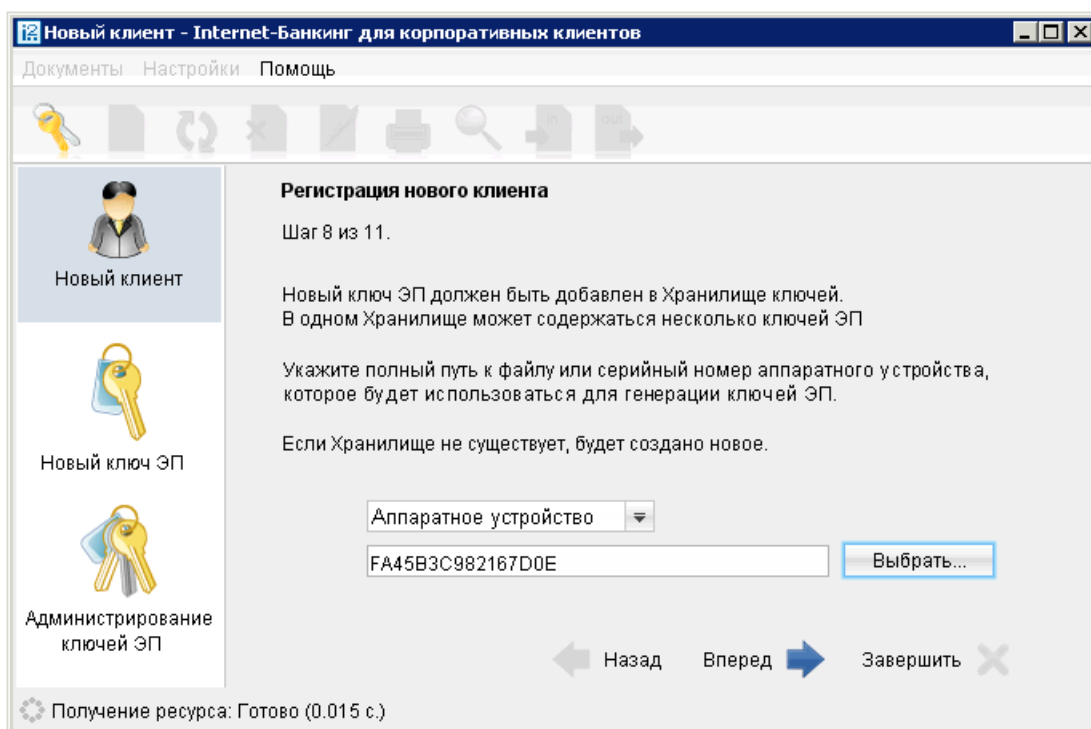 Новый клиент - Internet-Банкинг для корпоративных клиентов
Документы Настройки Помощь
in out
Регистрация нового клиента
Шаг 8 из 11.
Новый клиент
Новый ключ ЭП должен быть добавлен в Хранилище ключей.
В одном Хранилище может содержаться несколько ключей ЭП
Укажите полный путь к файлу или серийный номер аппаратного устройства,
которое будет использоваться для генерации ключей ЭП.
Если Хранилище не существует, будет создано новое.
Новый ключ ЭП
Аппаратное устройство
FA45B3C982167D0E Выбрать...
Администрирование
ключей ЭП
Назад Вперед Завершить
Получение ресурса: Готово (0.015 с.)